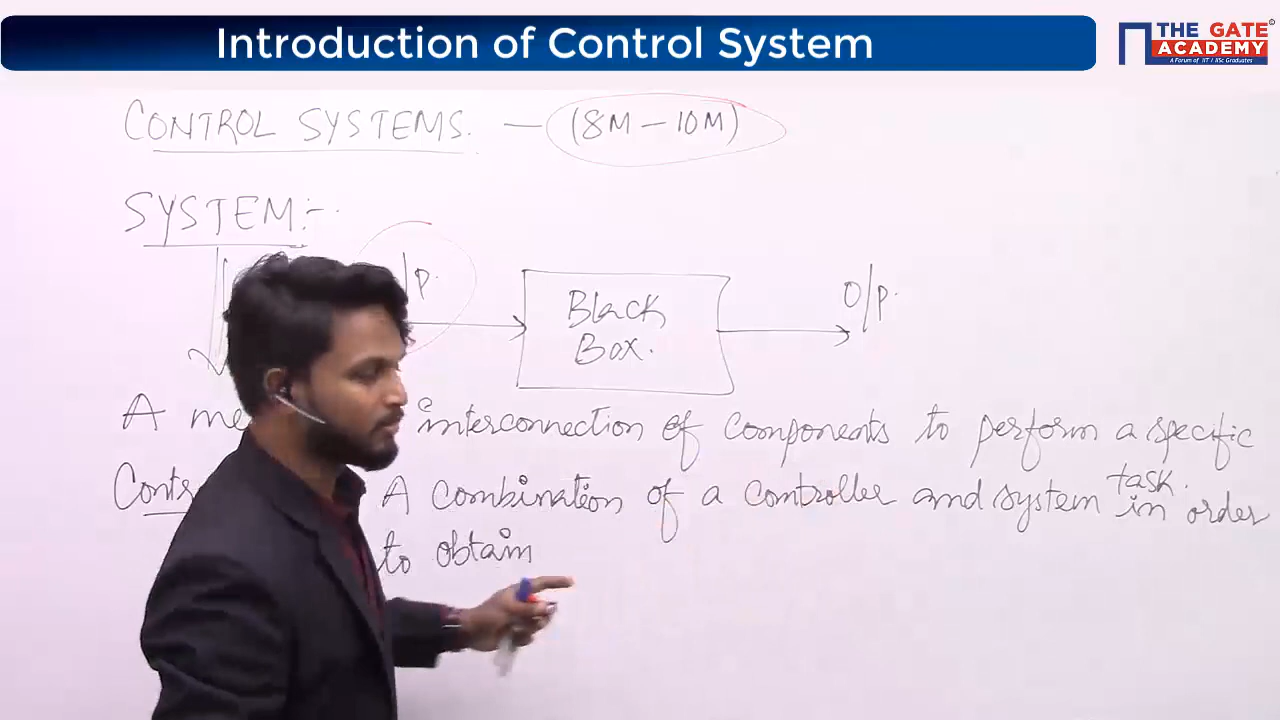 Introduction of Control System
THE GATE
ACADEMY
A Forum of IIT / IISc Graduates
CONTROL SYSTEMS. — (8M – 10M)
SYSTEM:-
/p.
Black
Box.
O/p.
A me interconnection of components to perform a specific
task.
Contr A combination of a controller and system in order
to obtain